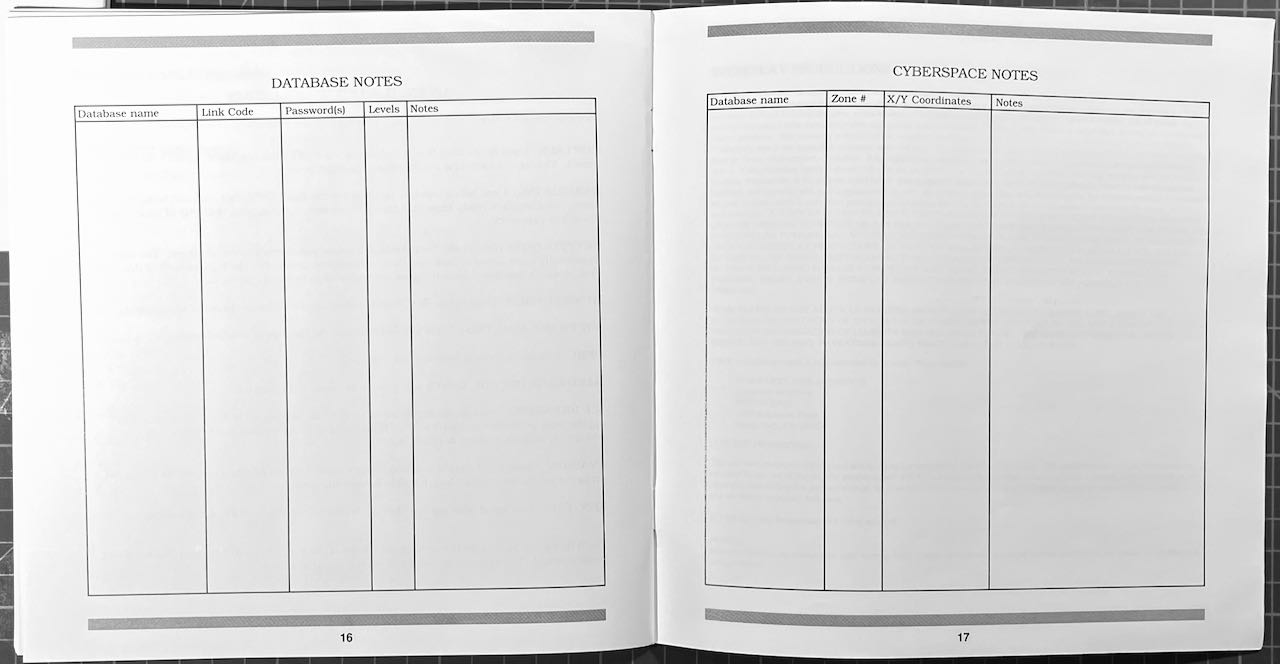 DATABASE NOTES
Database name Link Code Password(s) Levels Notes
16
CYBERSPACE NOTES
Database name Zone # X/Y Coordinates Notes
17